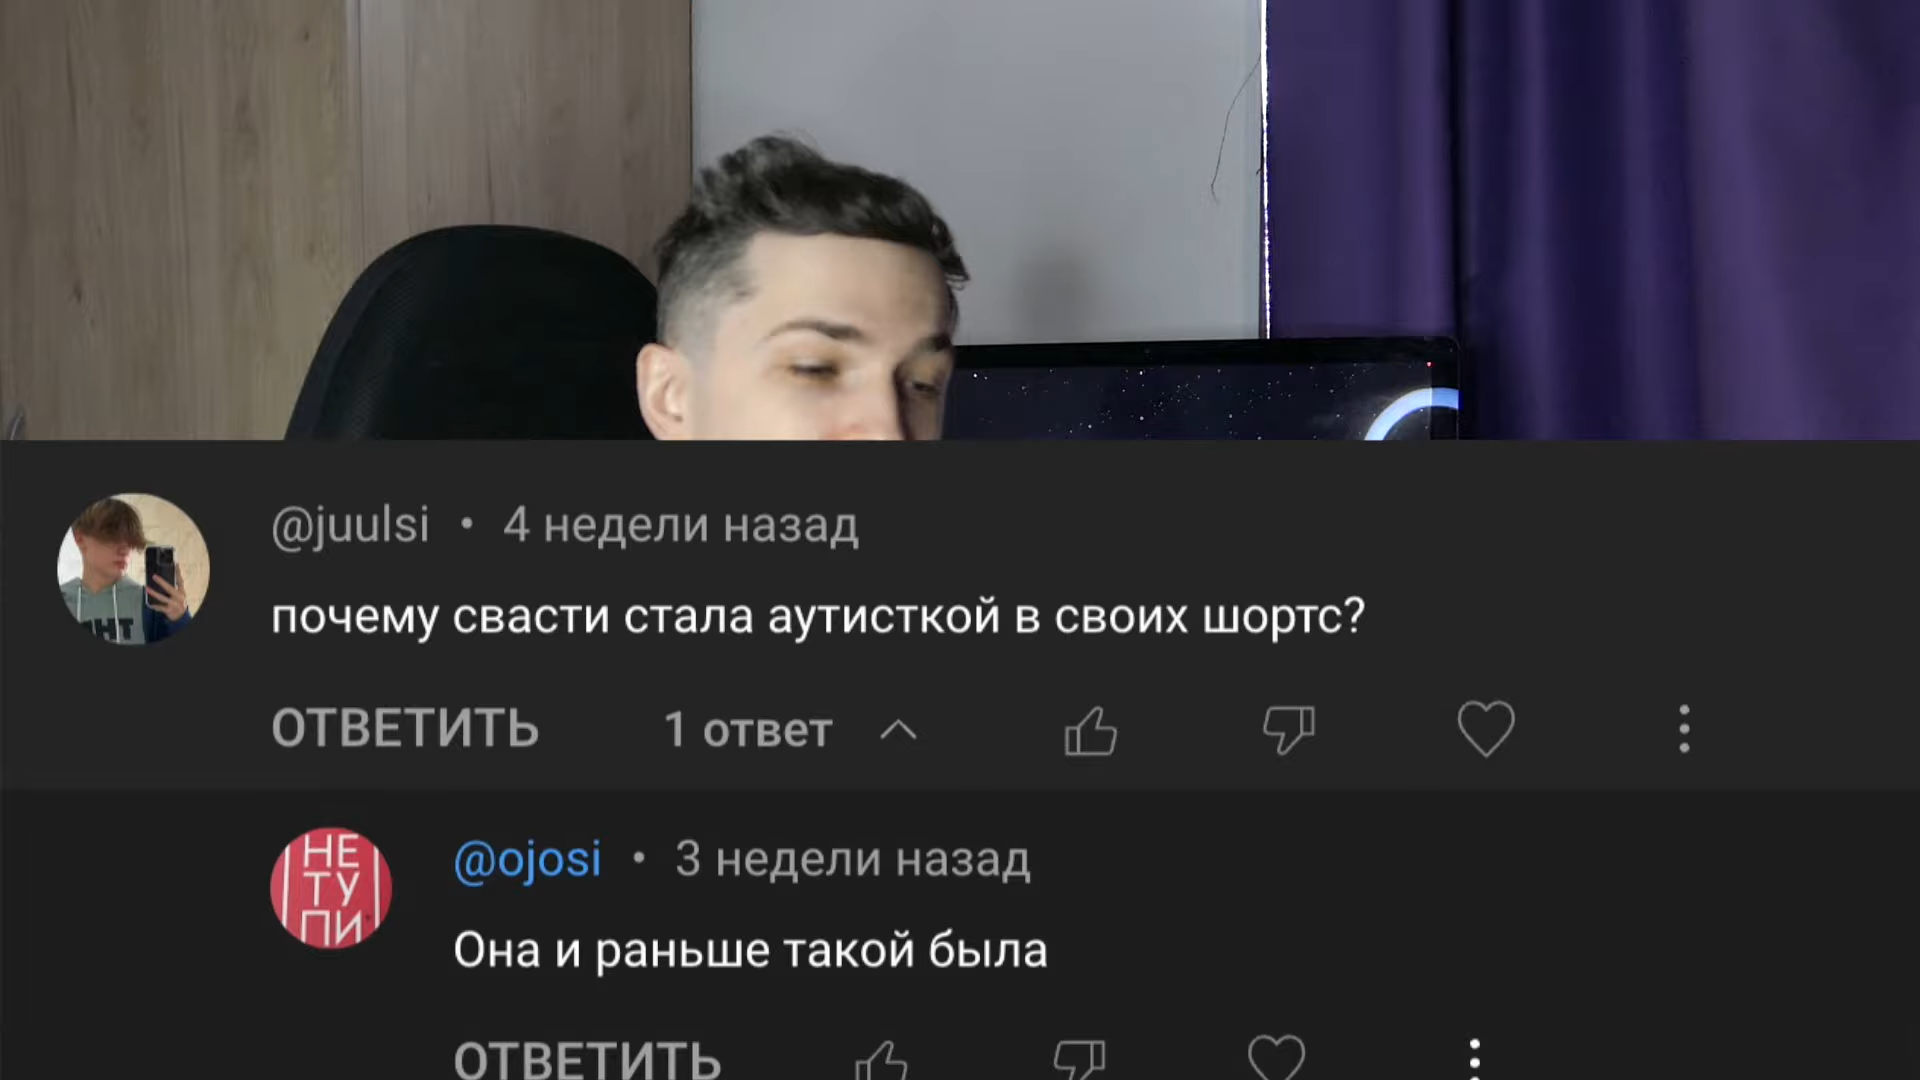 @juulsi • 4 недели назад
почему свасти стала аутисткой в своих шортс?
ОТВЕТИТЬ 1 ответ
НЕ
ТУ
ПИ
@ojosi • 3 недели назад
Она и раньше такой была
ОТВЕТИТЬ